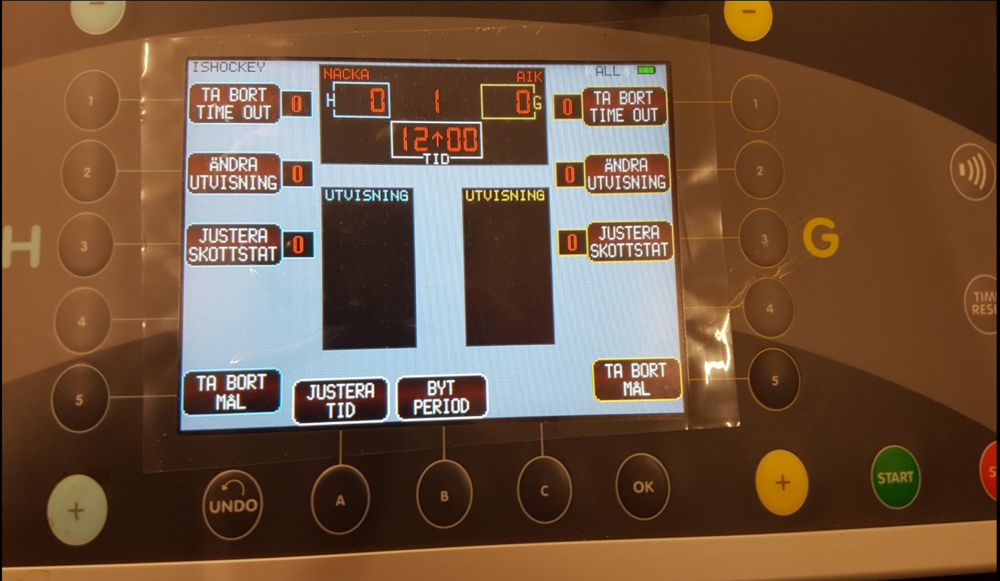 −
−
ISHOCKEY
NACKA
AIK
ALL
1
TA BORT
TIME OUT
0
H
0
1
0
G
0
TA BORT
TIME OUT
1
12↑00
TID
2
ÄNDRA
UTVISNING
0
0
ÄNDRA
UTVISNING
2
UTVISNING
UTVISNING
H
3
JUSTERA
SKOTTSTAT
0
0
JUSTERA
SKOTTSTAT
3
G
4
4
5
TA BORT
MÅL
JUSTERA
TID
BYT
PERIOD
TA BORT
MÅL
5
+
UNDO
A
B
C
OK
+
START